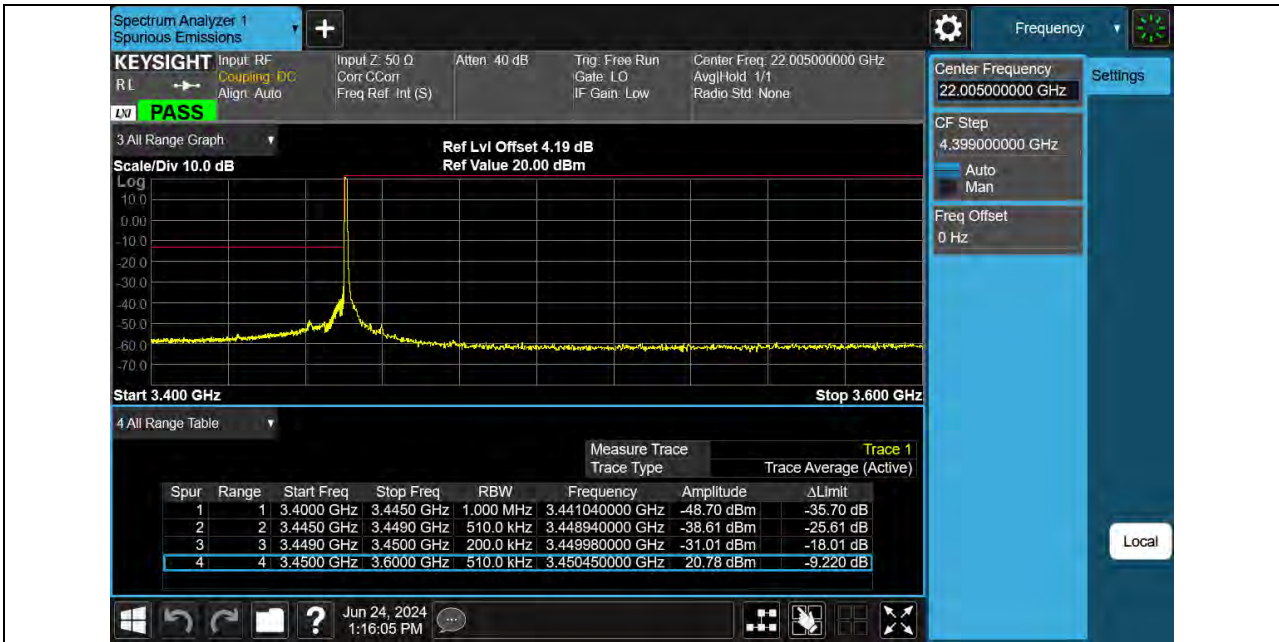 Spectrum Analyzer 1
Spurious Emissions
Frequency
KEYSIGHT Input: RF Input Z: 50 Ω Atten: 40 dB Trig: Free Run Center Freq: 22.005000000 GHz
RL Coupling: DC Corr CCorr Gate: LO Avg|Hold: 1/1
Align: Auto Freq Ref: Int (S) IF Gain: Low Radio Std: None
LXI PASS
Center Frequency
22.005000000 GHz
Settings
CF Step
4.399000000 GHz
Auto
Man
Freq Offset
0 Hz
3 All Range Graph
Ref Lvl Offset 4.19 dB
Scale/Div 10.0 dB Ref Value 20.00 dBm
Log
10.0
0.00
-10.0
-20.0
-30.0
-40.0
-50.0
-60.0
-70.0
Start 3.400 GHz Stop 3.600 GHz
4 All Range Table
Measure Trace Trace 1
Trace Type Trace Average (Active)
Spur Range Start Freq Stop Freq RBW Frequency Amplitude ΔLimit
1 1 3.4000 GHz 3.4450 GHz 1.000 MHz 3.441040000 GHz -48.70 dBm -35.70 dB
2 2 3.4450 GHz 3.4490 GHz 510.0 kHz 3.448940000 GHz -38.61 dBm -25.61 dB
3 3 3.4490 GHz 3.4500 GHz 200.0 kHz 3.449980000 GHz -31.01 dBm -18.01 dB
4 4 3.4500 GHz 3.6000 GHz 510.0 kHz 3.450450000 GHz 20.78 dBm -9.220 dB
Local
? Jun 24, 2024
1:16:05 PM